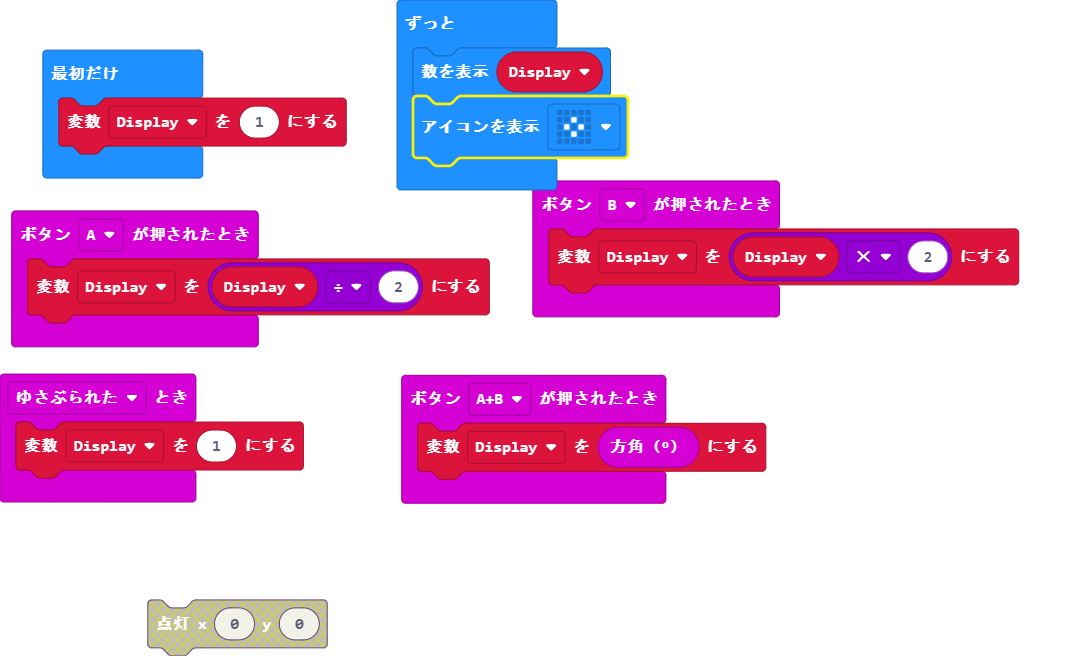 最初だけ
変数 Display を 1 にする
ずっと
数を表示 Display
アイコンを表示
ボタン A が押されたとき
変数 Display を Display ÷ 2 にする
ボタン B が押されたとき
変数 Display を Display × 2 にする
ゆさぶられた とき
変数 Display を 1 にする
ボタン A+B が押されたとき
変数 Display を 方角 (°) にする
点灯 x 0 y 0